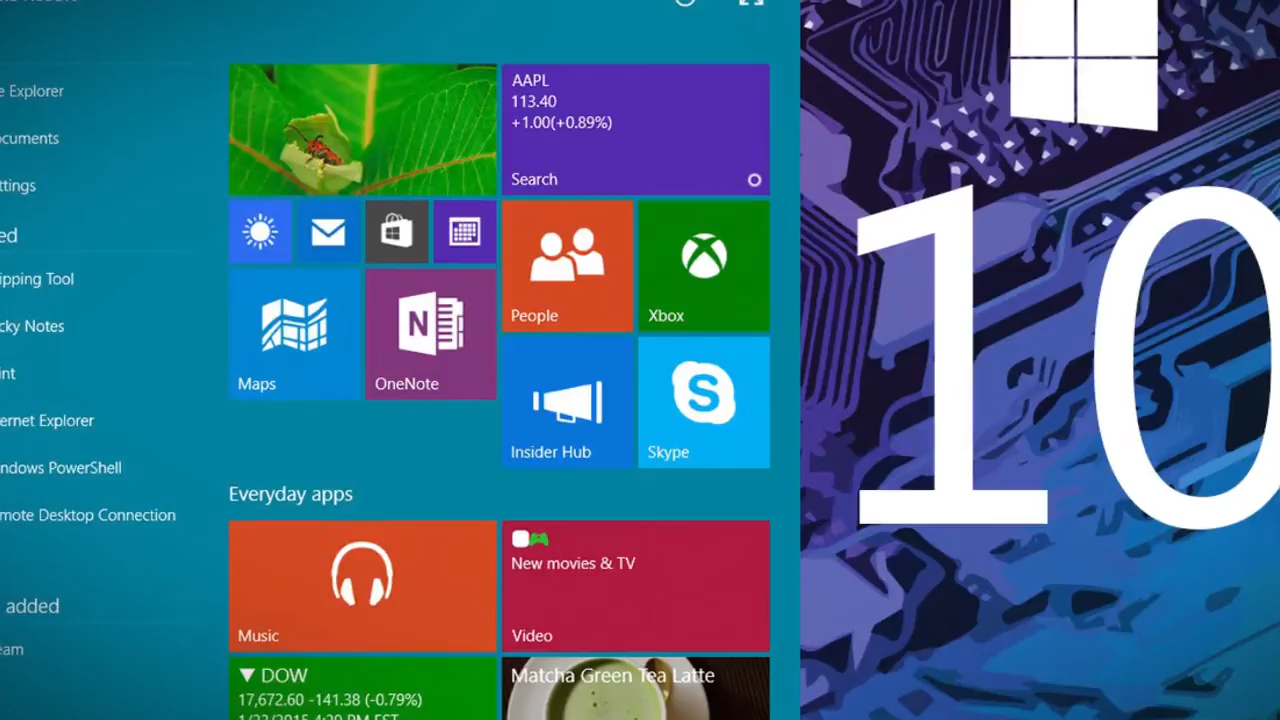 e Explorer
ocuments
ttings
ed
ipping Tool
cky Notes
int
ernet Explorer
ndows PowerShell
mote Desktop Connection
added
eam
AAPL
113.40
+1.00(+0.89%)
Search
People
Xbox
Maps
N
OneNote
Insider Hub
S
Skype
Everyday apps
Music
New movies & TV
Video
▼ DOW
17,672.60 -141.38 (-0.79%)
Matcha Green Tea Latte
10